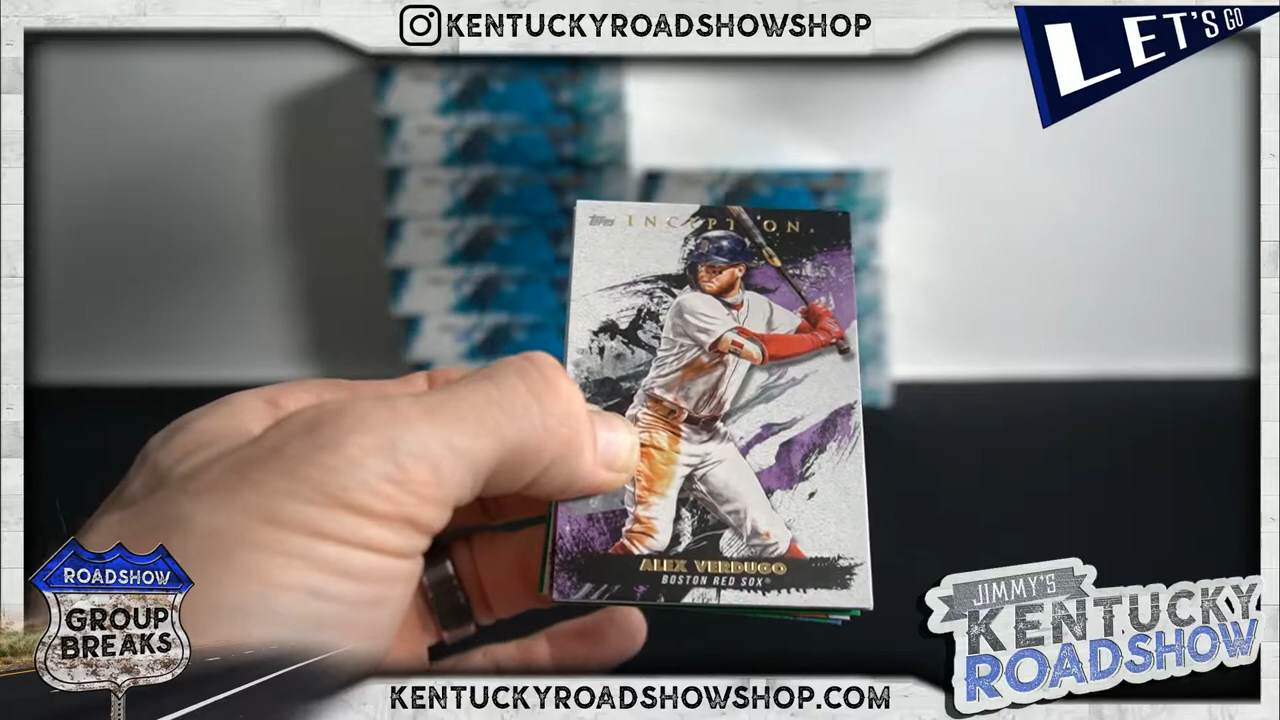 KENTUCKYROADSHOWSHOP
LET'S GO
Topps INCEPTION
ALEX VERDUGO
BOSTON RED SOX®
ROADSHOW
GROUP
BREAKS
JIMMY'S
KENTUCKY
ROADSHOW
KENTUCKYROADSHOWSHOP.COM